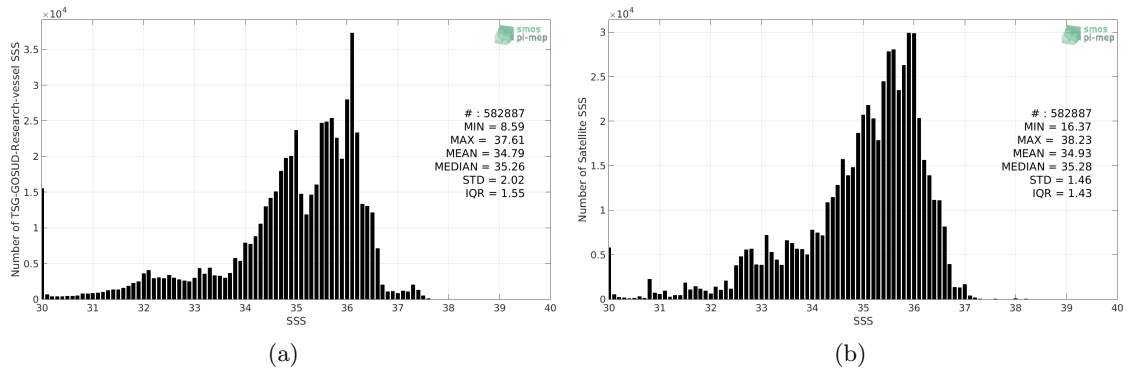 ×10⁴
3.5
3
2.5
2
1.5
1
0.5
0
30 31 32 33 34 35 36 37 38 39 40
SSS
Number of TSG-GOSUD-Research-vessel SSS
smos
pi-mep
# : 582887
MIN = 8.59
MAX = 37.61
MEAN = 34.79
MEDIAN = 35.26
STD = 2.02
IQR = 1.55
(a)
×10⁴
3
2.5
2
1.5
1
0.5
0
30 31 32 33 34 35 36 37 38 39 40
SSS
Number of Satellite SSS
smos
pi-mep
# : 582887
MIN = 16.37
MAX = 38.23
MEAN = 34.93
MEDIAN = 35.28
STD = 1.46
IQR = 1.43
(b)